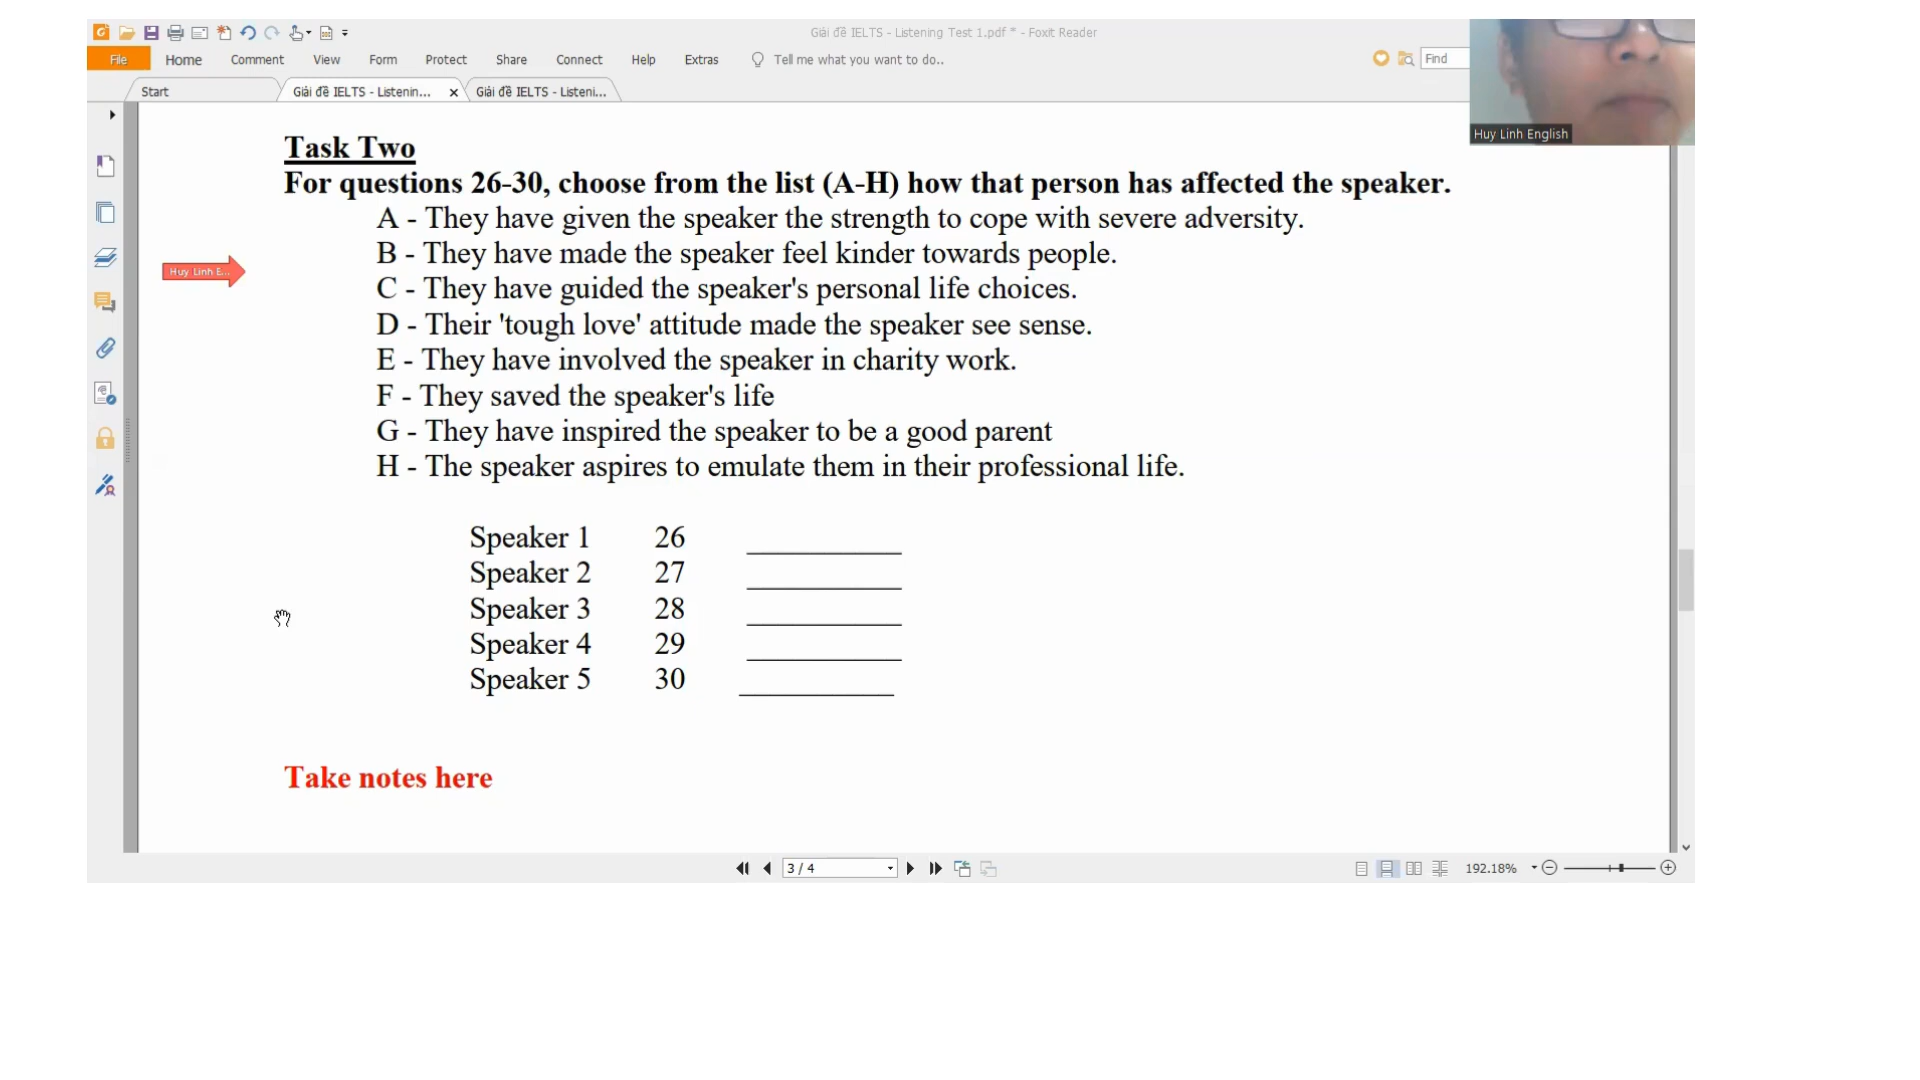 Giải đề IELTS - Listening Test 1.pdf * - Foxit Reader
File Home Comment View Form Protect Share Connect Help Extras Tell me what you want to do.. Find
Start Giải đề IELTS - Listenin... Giải đề IELTS - Listeni...
Huy Linh English
Task Two
For questions 26-30, choose from the list (A-H) how that person has affected the speaker.
A - They have given the speaker the strength to cope with severe adversity.
B - They have made the speaker feel kinder towards people.
Huy Linh E...
C - They have guided the speaker's personal life choices.
D - Their 'tough love' attitude made the speaker see sense.
E - They have involved the speaker in charity work.
F - They saved the speaker's life
G - They have inspired the speaker to be a good parent
H - The speaker aspires to emulate them in their professional life.
Speaker 1 26 ___________
Speaker 2 27 ___________
Speaker 3 28 ___________
Speaker 4 29 ___________
Speaker 5 30 ___________
Take notes here
3 / 4 192.18%